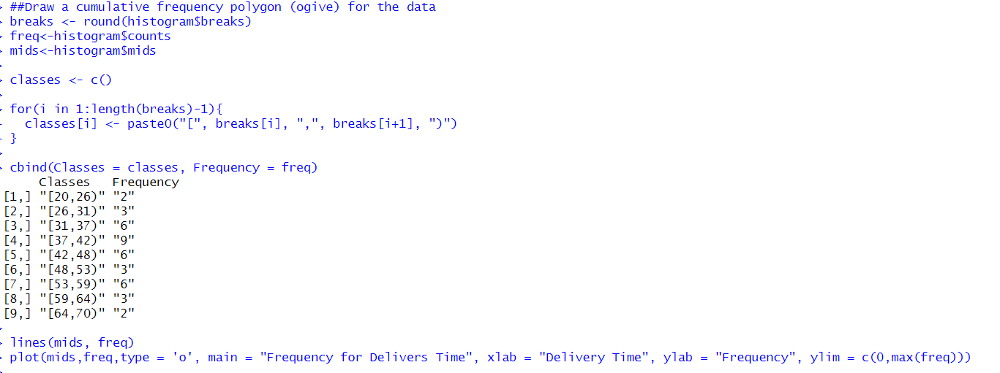 > ##Draw a cumulative frequency polygon (ogive) for the data
> breaks <- round(histogram$breaks)
> freq<-histogram$counts
> mids<-histogram$mids
>
> classes <- c()
>
> for(i in 1:length(breaks)-1){
-   classes[i] <- paste0("[", breaks[i], ",", breaks[i+1], ")")
- }
>
> cbind(Classes = classes, Frequency = freq)
Classes   Frequency
[1,] "[20,26)" "2"
[2,] "[26,31)" "3"
[3,] "[31,37)" "6"
[4,] "[37,42)" "9"
[5,] "[42,48)" "6"
[6,] "[48,53)" "3"
[7,] "[53,59)" "6"
[8,] "[59,64)" "3"
[9,] "[64,70)" "2"
>
> lines(mids, freq)
> plot(mids,freq,type = 'o', main = "Frequency for Delivers Time", xlab = "Delivery Time", ylab = "Frequency", ylim = c(0,max(freq)))
>